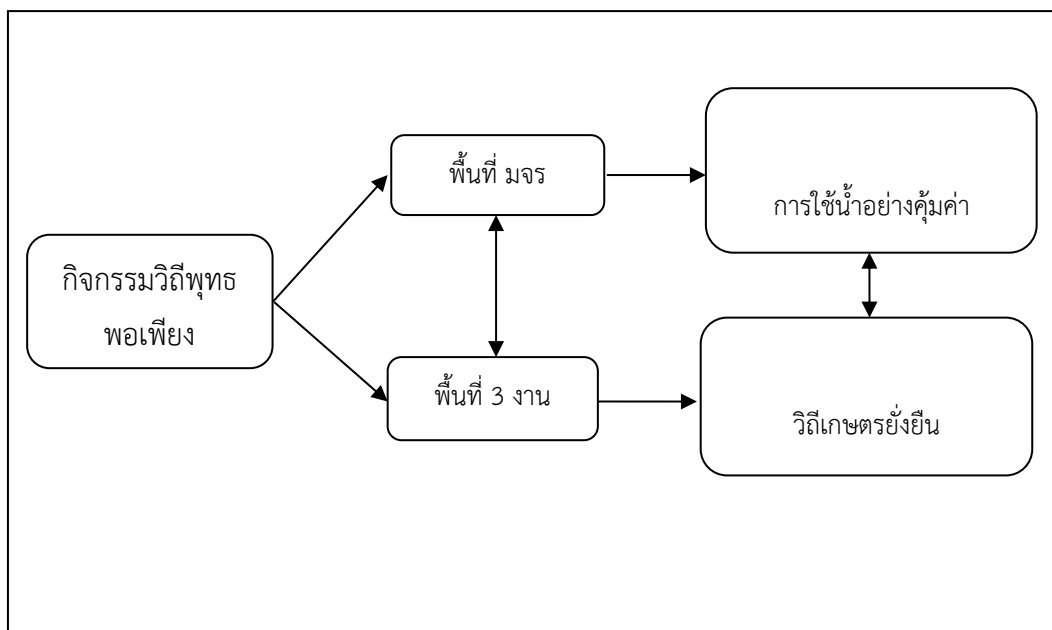 พื้นที่ มจร
การใช้น้ำอย่างคุ้มค่า
กิจกรรมวิถีพุทธ
พอเพียง
พื้นที่ 3 งาน
วิถีเกษตรยั่งยืน